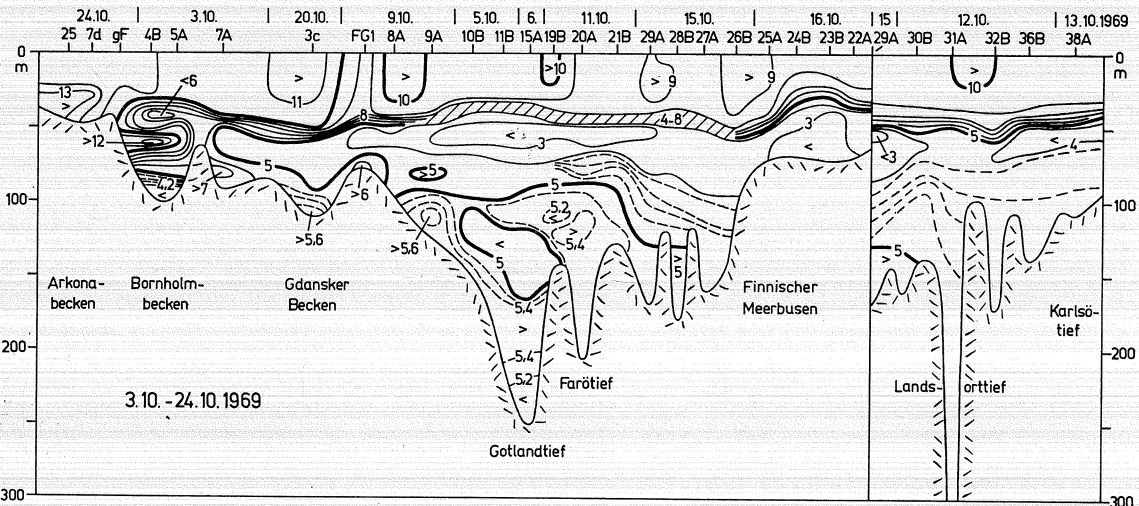 24.10. 3.10. 20.10. 9.10. 5.10. 6. 11.10. 15.10. 16.10. 15 12.10. 13.10.1969
25 7d gF 4B 5A 7A 3c FG1 8A 9A 10B 11B 15A 19B 20A 21B 29A 28B 27A 26B 25A 24B 23B 22A 29A 30B 31A 32B 36B 38A
0 0
m m
>10
<6 > > > 9 > 9 >
13 11 10 10
>
8 4-8
>12 < 3 3 5 < 4
< <3
5 ≤5
4,2 >7 >6 5
<
100 5,2 100
<
>5,6 >5,6 < > 5,4
5 > 5 5
>
Arkona- Bornholm- Gdansker Finnischer
becken becken Becken Meerbusen
5,4 Karlsö-
> tief
200 5,4 200
5,2 Farötief Lands- orttief
3.10. - 24.10.1969 <
Gotlandtief
300 300